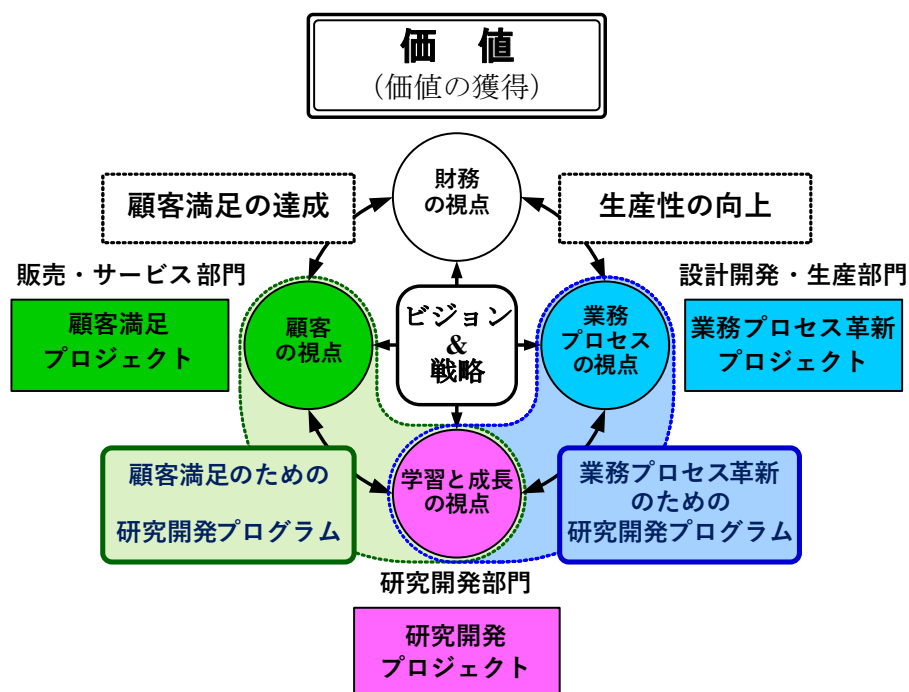 価　値
（価値の獲得）
財務
の視点
顧客満足の達成
生産性の向上
販売・サービス部門
設計開発・生産部門
顧客満足
プロジェクト
顧客
の視点
ビジョン
&
戦略
業務
プロセス
の視点
業務プロセス革新
プロジェクト
顧客満足のための
研究開発プログラム
学習と成長
の視点
業務プロセス革新
のための
研究開発プログラム
研究開発部門
研究開発
プロジェクト